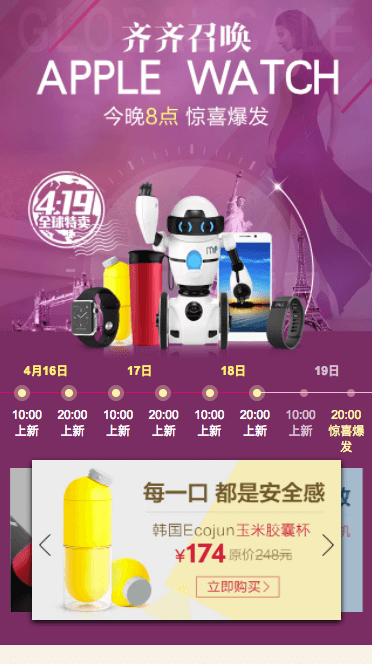 GLOBAL SALE
齐齐召唤
APPLE WATCH
今晚8点 惊喜爆发
4.19
全球特卖
4月16日 17日 18日 19日
10:00 20:00 10:00 20:00 10:00 20:00 10:00 20:00
上新 上新 上新 上新 上新 上新 上新 惊喜爆
发
每一口 都是安全感
韩国Ecojun玉米胶囊杯
¥174 原价248元
立即购买>
机